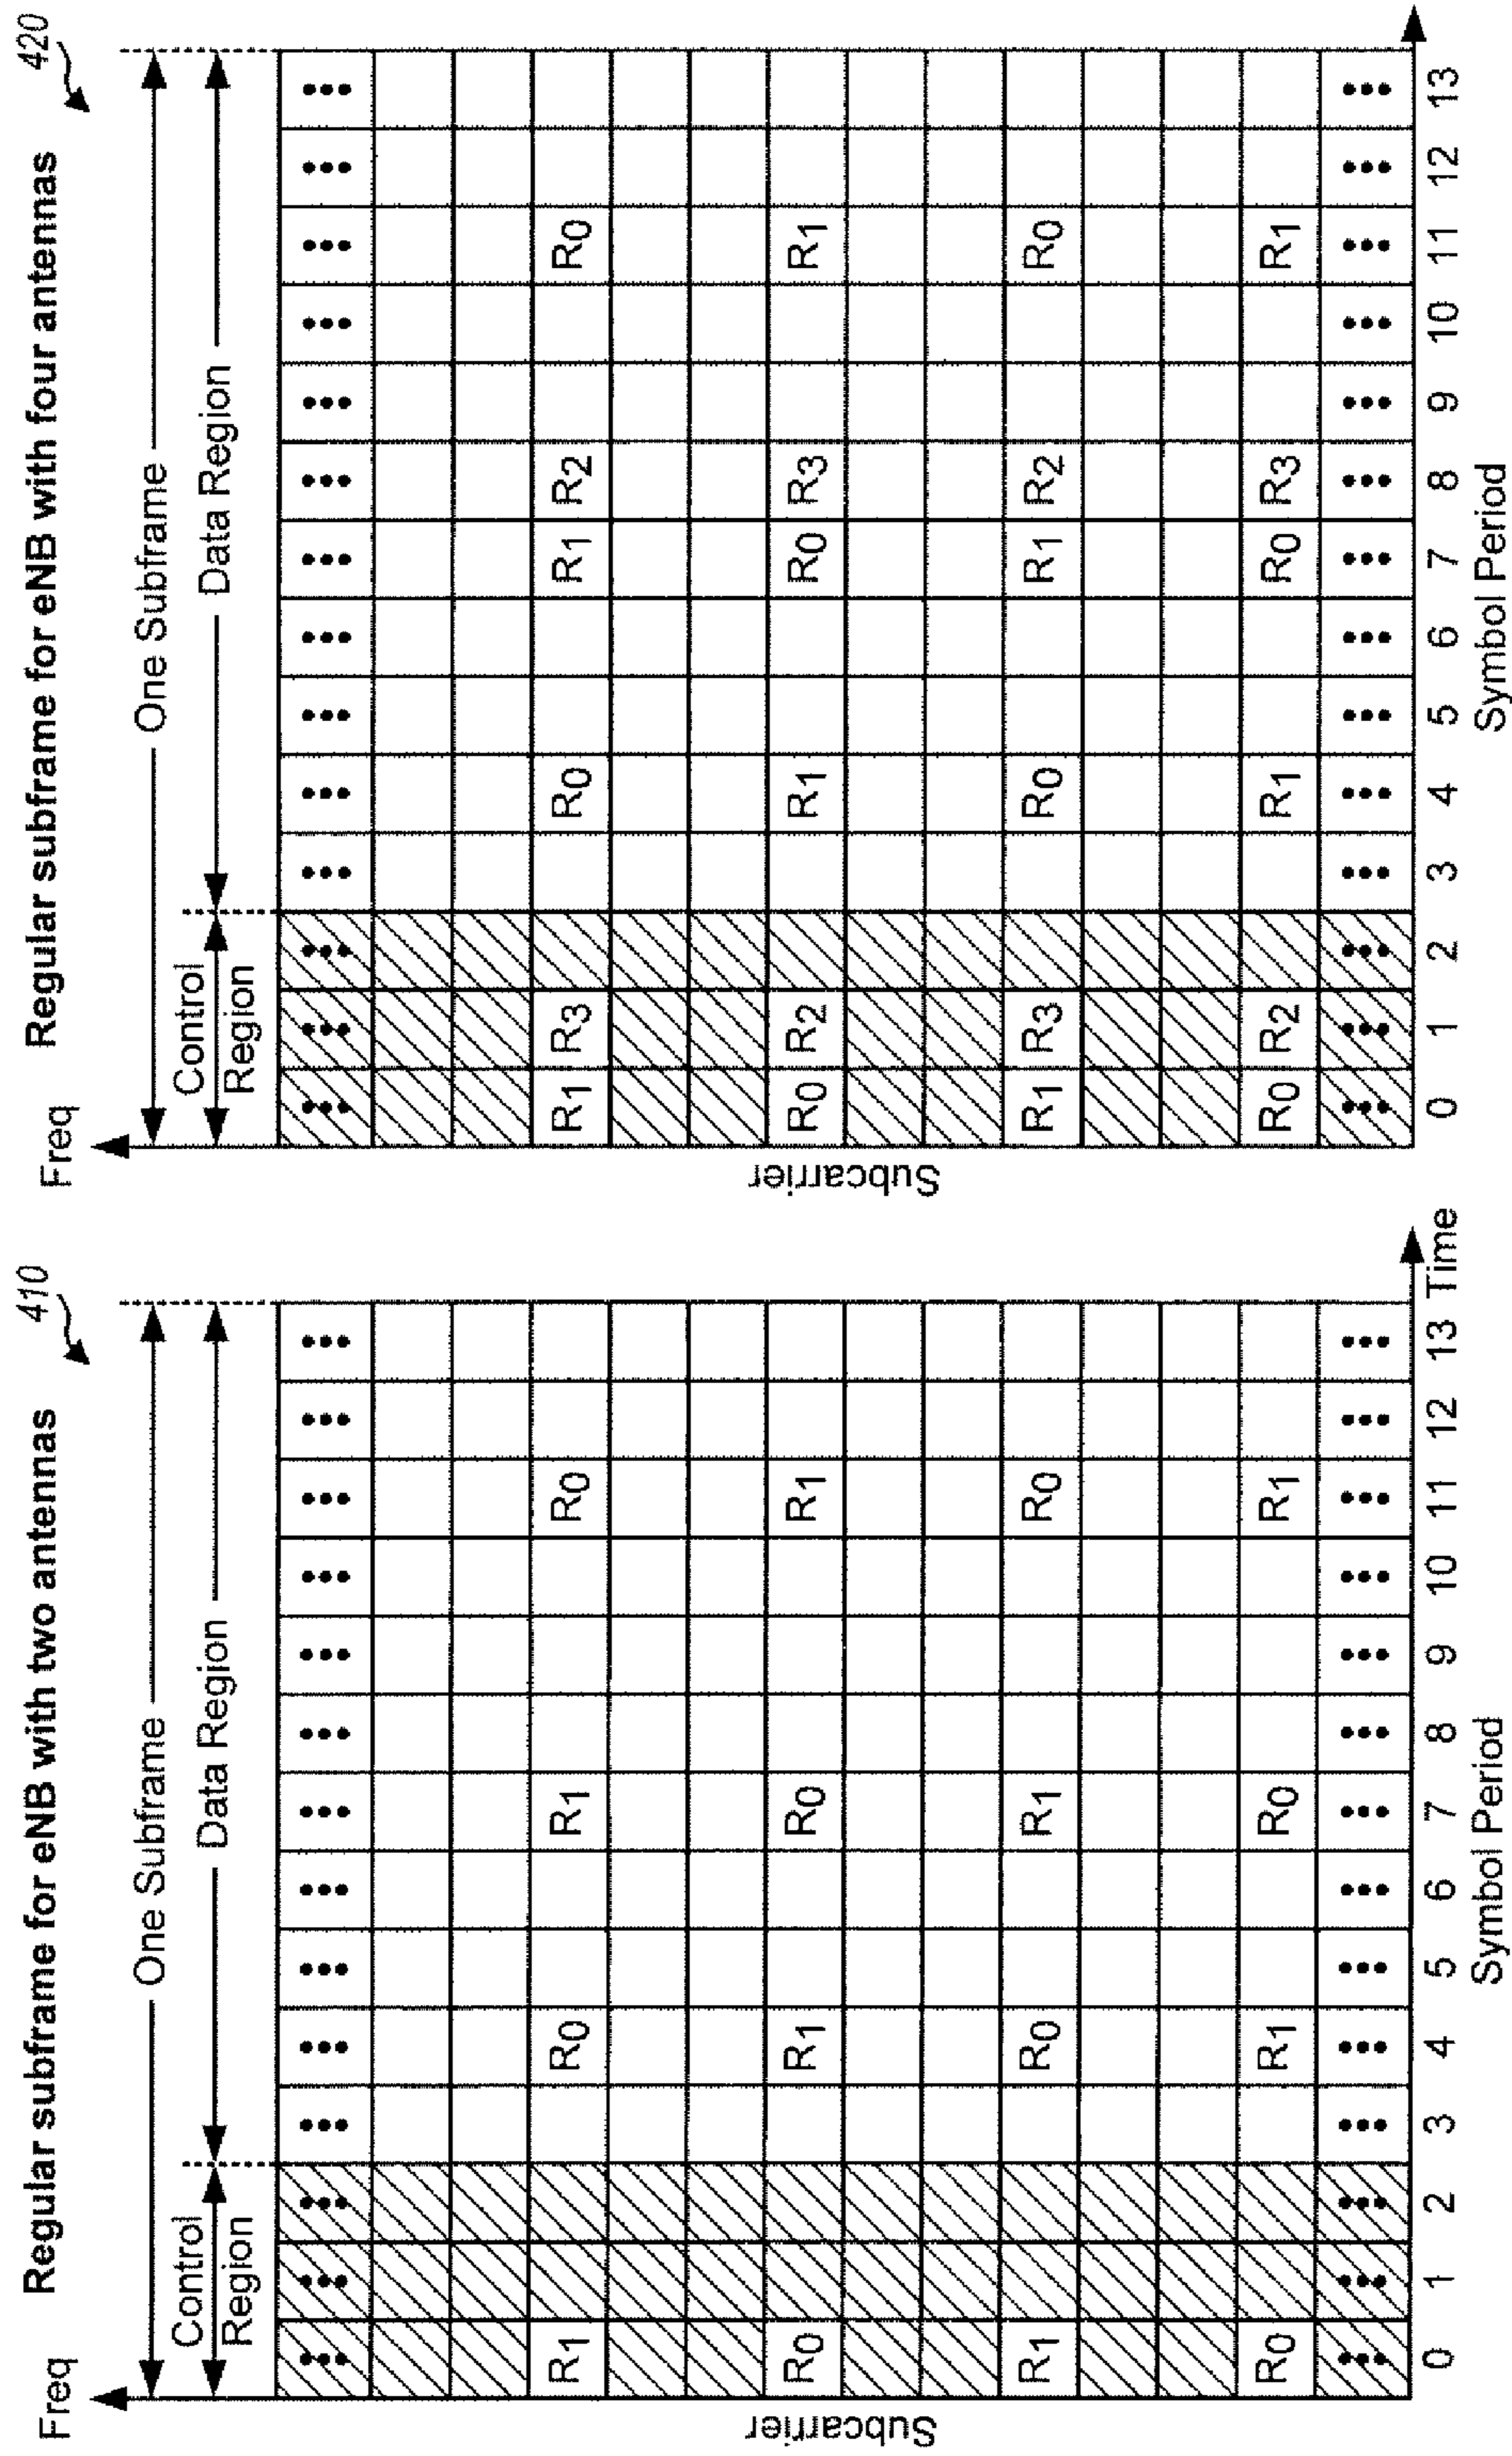 Regular subframe for eNB with two antennas
410
Freq
One Subframe
Control
Region
Data Region
Subcarrier
... ... ... ... ... ... ... ... ... ... ... ... ... ...
R1 R0 R1 R0
R0 R1 R0 R1
R1 R0 R1 R0
R0 R1 R0 R1
... ... ... ... ... ... ... ... ... ... ... ... ... ...
0 1 2 3 4 5 6 7 8 9 10 11 12 13
Time
Symbol Period
Regular subframe for eNB with four antennas
420
Freq
One Subframe
Control
Region
Data Region
Subcarrier
... ... ... ... ... ... ... ... ... ... ... ... ... ...
R1 R3 R0 R1 R2 R0
R0 R2 R1 R0 R3 R1
R1 R3 R0 R1 R2 R0
R0 R2 R1 R0 R3 R1
... ... ... ... ... ... ... ... ... ... ... ... ... ...
0 1 2 3 4 5 6 7 8 9 10 11 12 13
Symbol Period